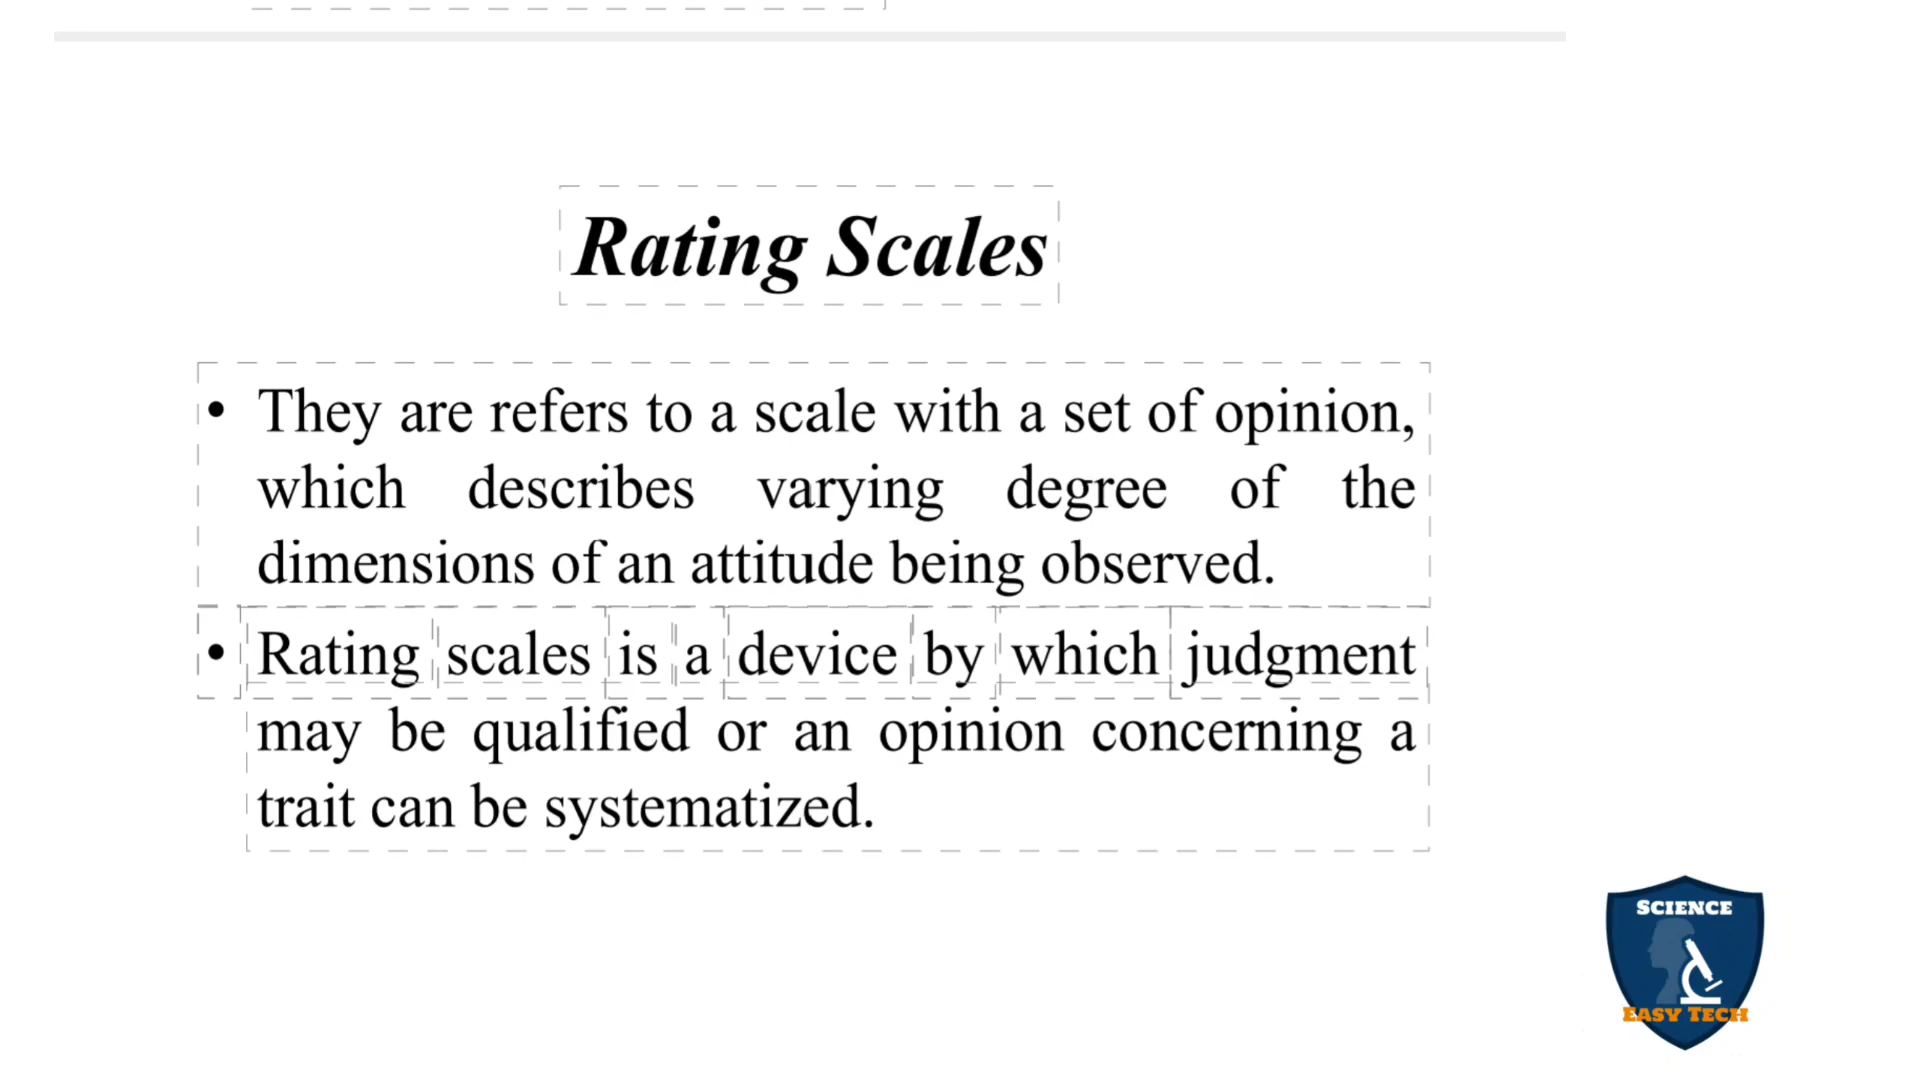 Rating Scales
• They are refers to a scale with a set of opinion,
which describes varying degree of the
dimensions of an attitude being observed.
• Rating scales is a device by which judgment
may be qualified or an opinion concerning a
trait can be systematized.
SCIENCE
EASY TECH